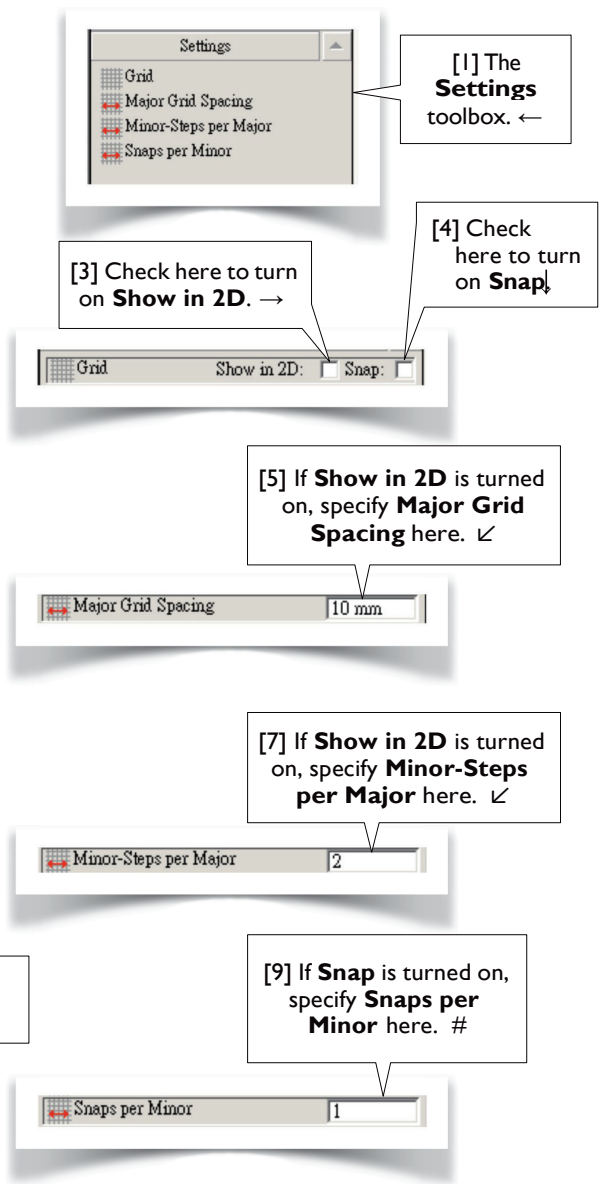 Settings
Grid
Major Grid Spacing
Minor-Steps per Major
Snaps per Minor
[1] The
Settings
toolbox. ←
[4] Check
here to turn
on Snap. ↓
[3] Check here to turn
on Show in 2D. →
Grid Show in 2D: Snap:
[5] If Show in 2D is turned
on, specify Major Grid
Spacing here. ↙
Major Grid Spacing 10 mm
[7] If Show in 2D is turned
on, specify Minor-Steps
per Major here. ↙
Minor-Steps per Major 2
[9] If Snap is turned on,
specify Snaps per
Minor here. #
Snaps per Minor 1